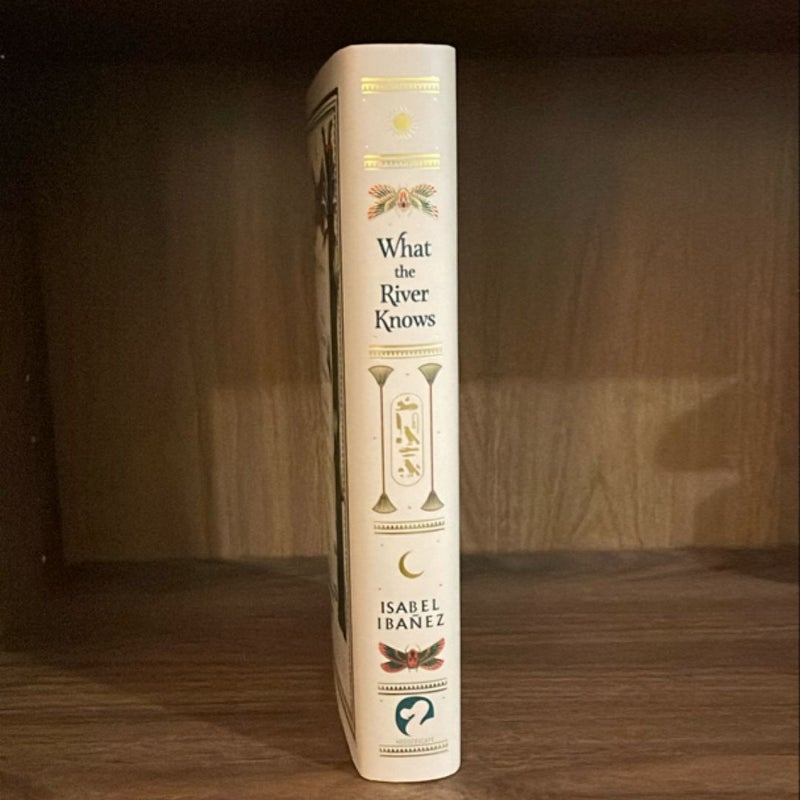 What
the
River
Knows
ISABEL
IBAÑEZ